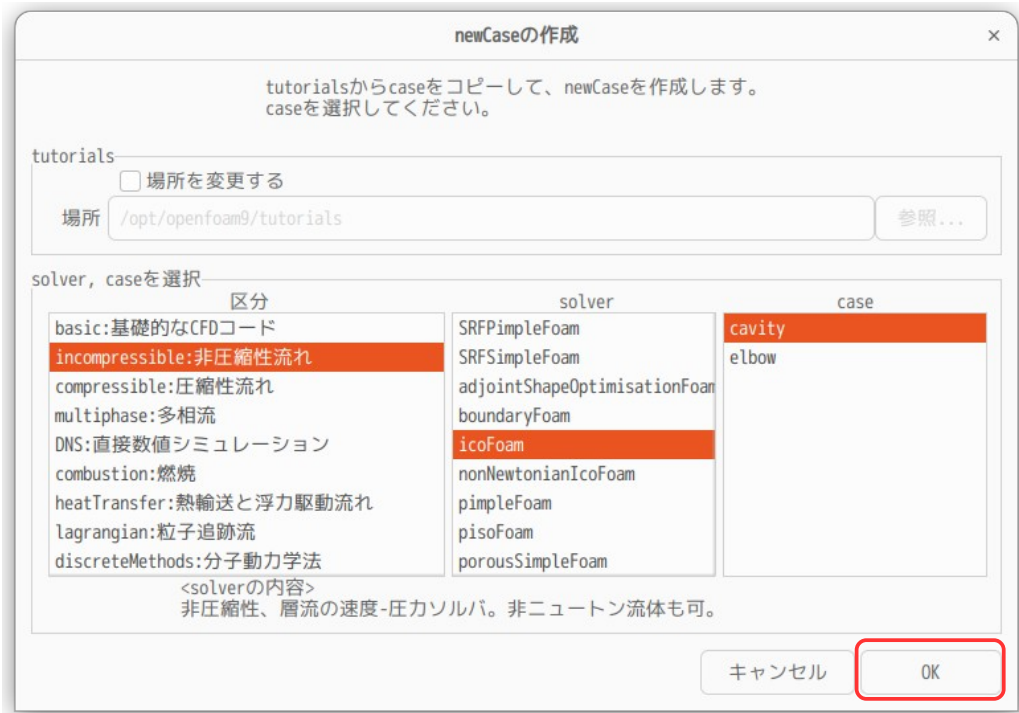 newCaseの作成
×
tutorialsからcaseをコピーして、newCaseを作成します。
caseを選択してください。
tutorials
場所を変更する
場所 /opt/openfoam9/tutorials 参照...
solver, caseを選択
区分 solver case
basic:基礎的なCFDコード SRFPimpleFoam cavity
incompressible:非圧縮性流れ SRFSimpleFoam elbow
compressible:圧縮性流れ adjointShapeOptimisationFoam
multiphase:多相流 boundaryFoam
DNS:直接数値シミュレーション icoFoam
combustion:燃焼 nonNewtonianIcoFoam
heatTransfer:熱輸送と浮力駆動流れ pimpleFoam
lagrangian:粒子追跡流 pisoFoam
discreteMethods:分子動力学法 porousSimpleFoam
<solverの内容>
非圧縮性、層流の速度-圧力ソルバ。非ニュートン流体も可。
キャンセル OK